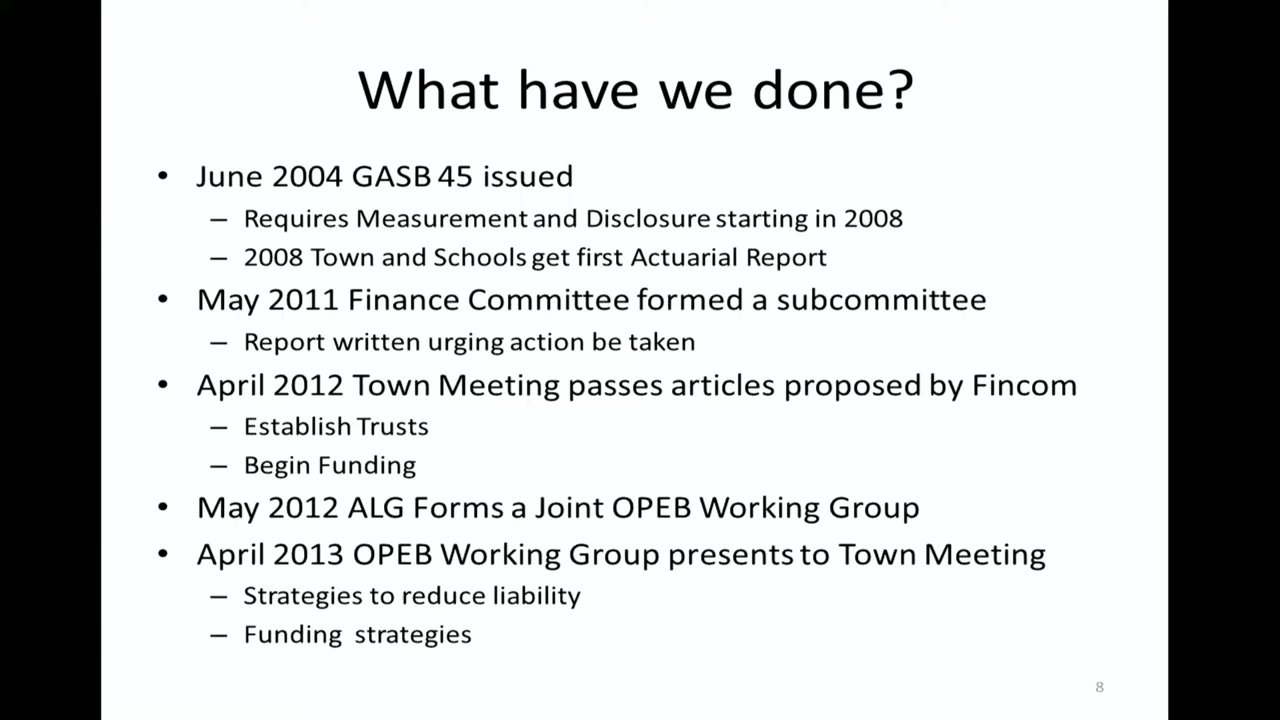 What have we done?
• June 2004 GASB 45 issued
– Requires Measurement and Disclosure starting in 2008
– 2008 Town and Schools get first Actuarial Report
• May 2011 Finance Committee formed a subcommittee
– Report written urging action be taken
• April 2012 Town Meeting passes articles proposed by Fincom
– Establish Trusts
– Begin Funding
• May 2012 ALG Forms a Joint OPEB Working Group
• April 2013 OPEB Working Group presents to Town Meeting
– Strategies to reduce liability
– Funding strategies
8